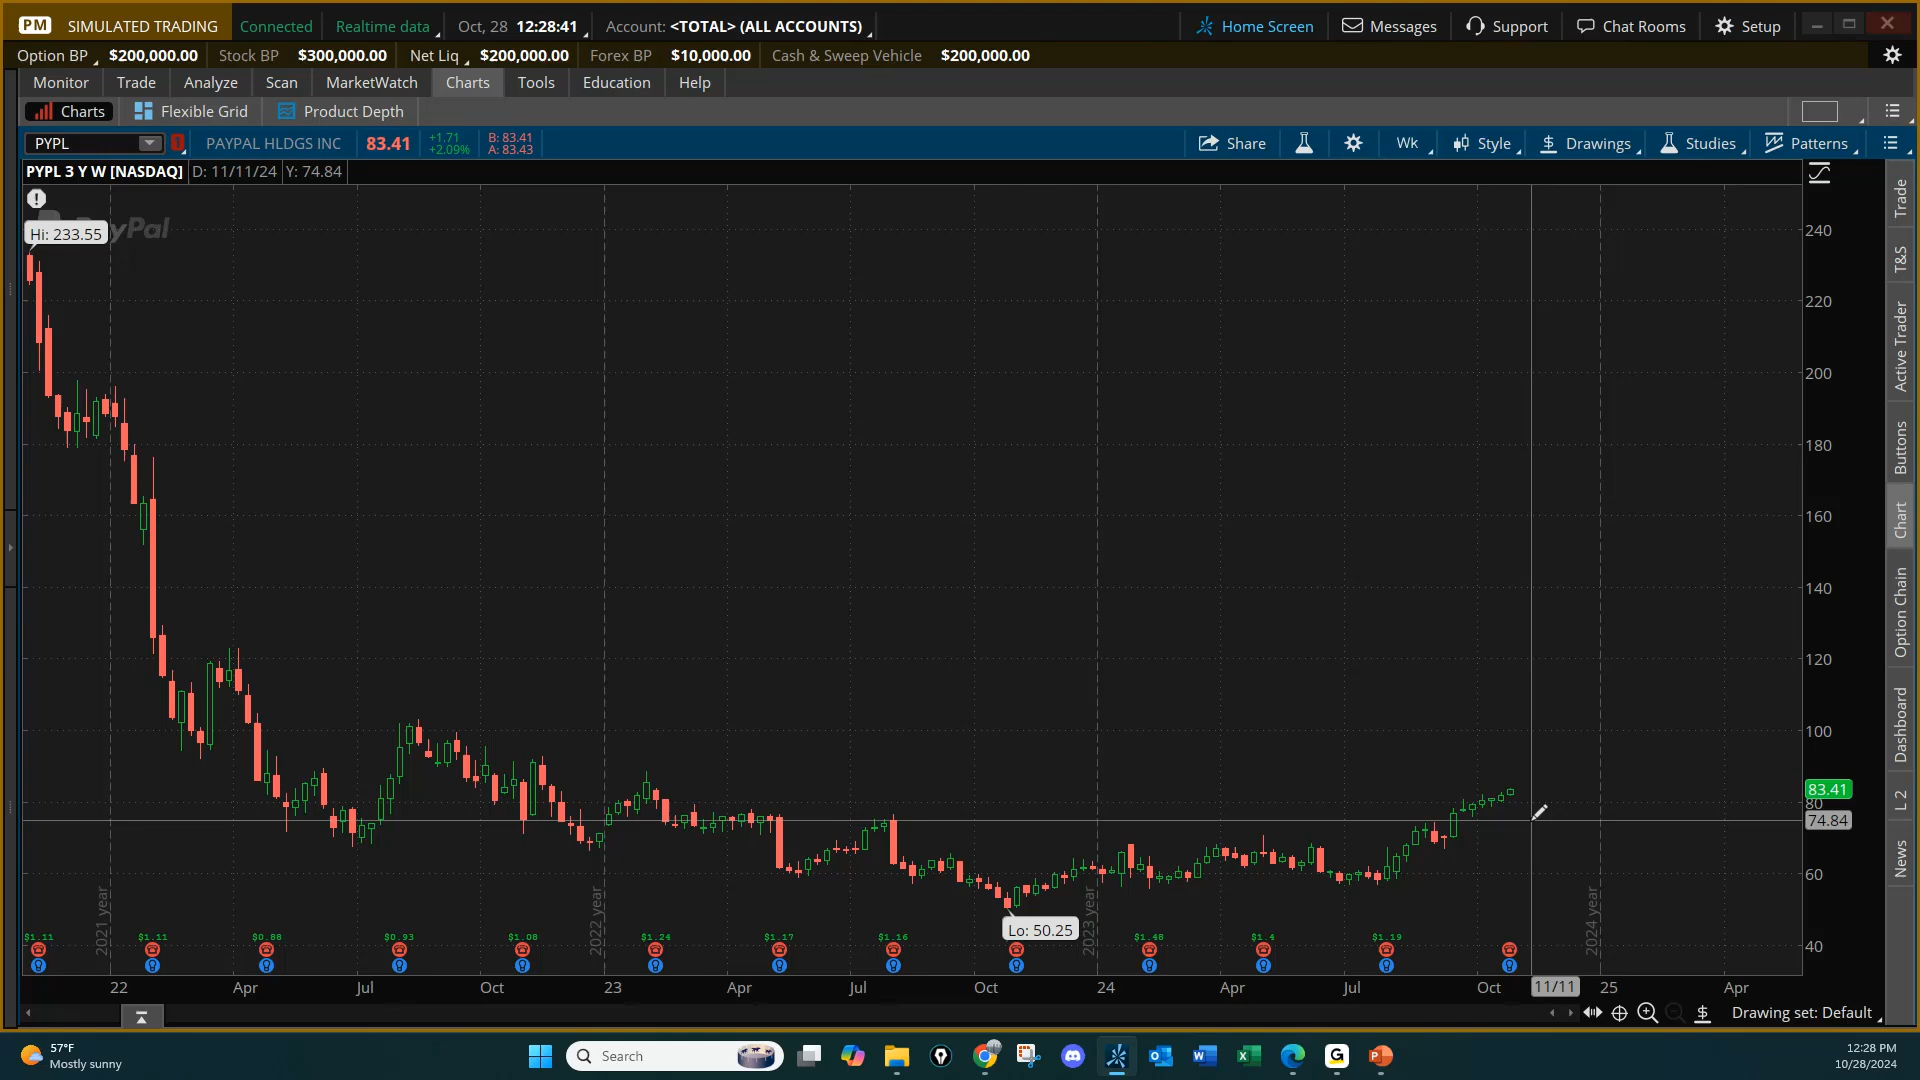 PM SIMULATED TRADING Connected Realtime data Oct, 28 12:28:41 Account: <TOTAL> (ALL ACCOUNTS) Home Screen Messages Support Chat Rooms Setup
Option BP $200,000.00 Stock BP $300,000.00 Net Liq $200,000.00 Forex BP $10,000.00 Cash & Sweep Vehicle $200,000.00
Monitor Trade Analyze Scan MarketWatch Charts Tools Education Help
Charts Flexible Grid Product Depth
PYPL PAYPAL HLDGS INC 83.41 +1.71 +2.09% B: 83.41 A: 83.43 Share Wk Style Drawings Studies Patterns
PYPL 3 Y W [NASDAQ] D: 11/11/24 Y: 74.84
Hi: 233.55
yPal
240
220
200
180
160
140
120
100
83.41
80
74.84
60
40
Lo: 50.25
2021 year 2022 year 2023 year 2024 year
$1.11 $1.11 $0.88 $0.93 $1.08 $1.24 $1.17 $1.16 $1.48 $1.4 $1.19
22 Apr Jul Oct 23 Apr Jul Oct 24 Apr Jul Oct 11/11 25 Apr
Drawing set: Default
Trade
T&S
Active Trader
Buttons
Chart
Option Chain
Dashboard
L 2
News
57°F
Mostly sunny
Search
12:28 PM
10/28/2024